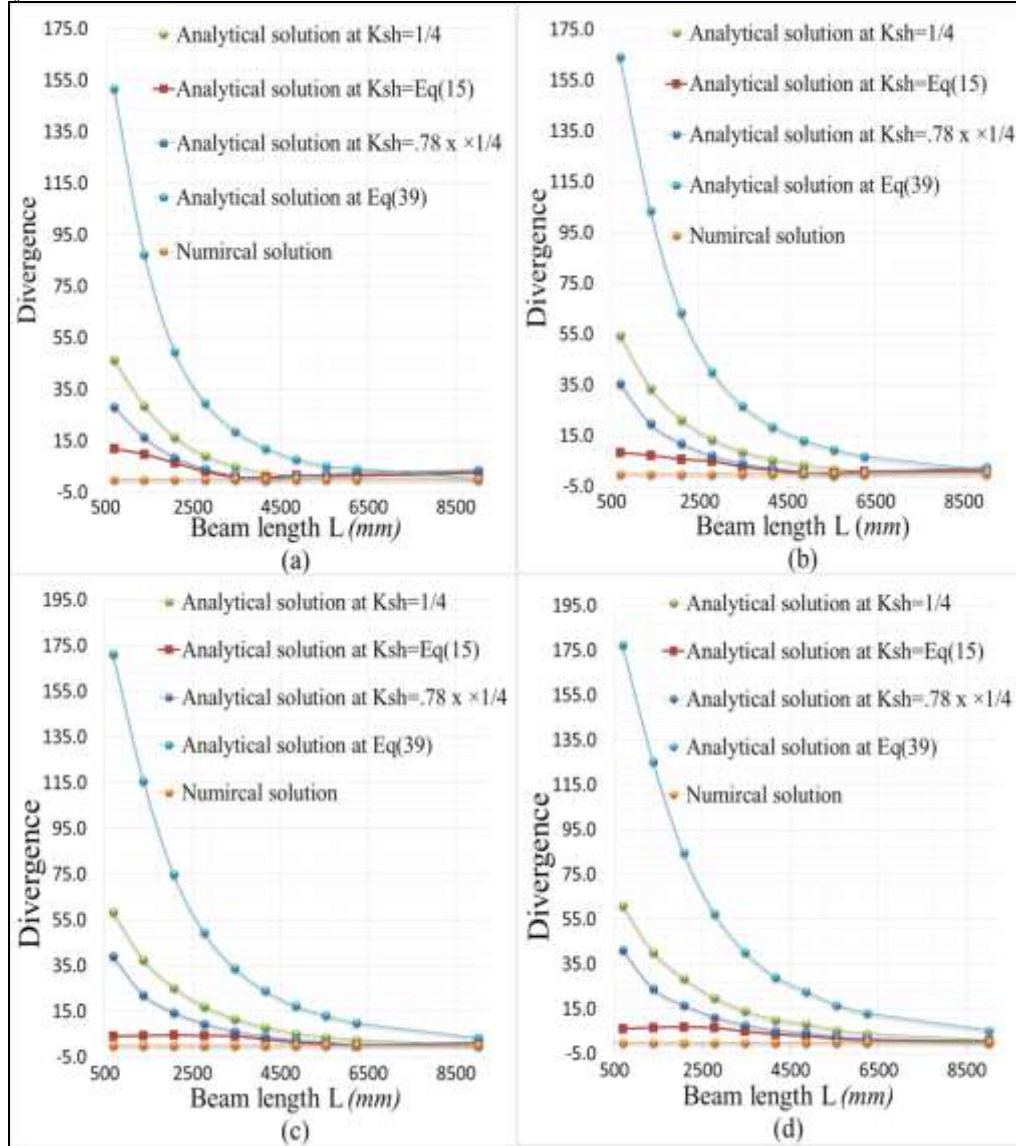 175.0
155.0
135.0
115.0
95.0
75.0
55.0
35.0
15.0
-5.0
Divergence
Analytical solution at Ksh=1/4
Analytical solution at Ksh=Eq(15)
Analytical solution at Ksh=.78 x ×1/4
Analytical solution at Eq(39)
Numircal solution
500 2500 4500 6500 8500
Beam length L (mm)
(a)
175.0
155.0
135.0
115.0
95.0
75.0
55.0
35.0
15.0
-5.0
Divergence
Analytical solution at Ksh=1/4
Analytical solution at Ksh=Eq(15)
Analytical solution at Ksh=.78 x ×1/4
Analytical solution at Eq(39)
Numircal solution
500 2500 4500 6500 8500
Beam length L (mm)
(b)
195.0
175.0
155.0
135.0
115.0
95.0
75.0
55.0
35.0
15.0
-5.0
Divergence
Analytical solution at Ksh=1/4
Analytical solution at Ksh=Eq(15)
Analytical solution at Ksh=.78 x ×1/4
Analytical solution at Eq(39)
Numircal solution
500 2500 4500 6500 8500
Beam length L (mm)
(c)
195.0
175.0
155.0
135.0
115.0
95.0
75.0
55.0
35.0
15.0
-5.0
Divergence
Analytical solution at Ksh=1/4
Analytical solution at Ksh=Eq(15)
Analytical solution at Ksh=.78 x ×1/4
Analytical solution at Eq(39)
Numircal solution
500 2500 4500 6500 8500
Beam length L (mm)
(d)